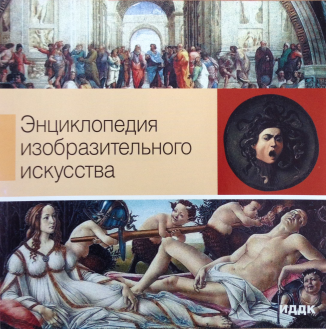 Энциклопедия
изобразительного
искусства
ИДДК